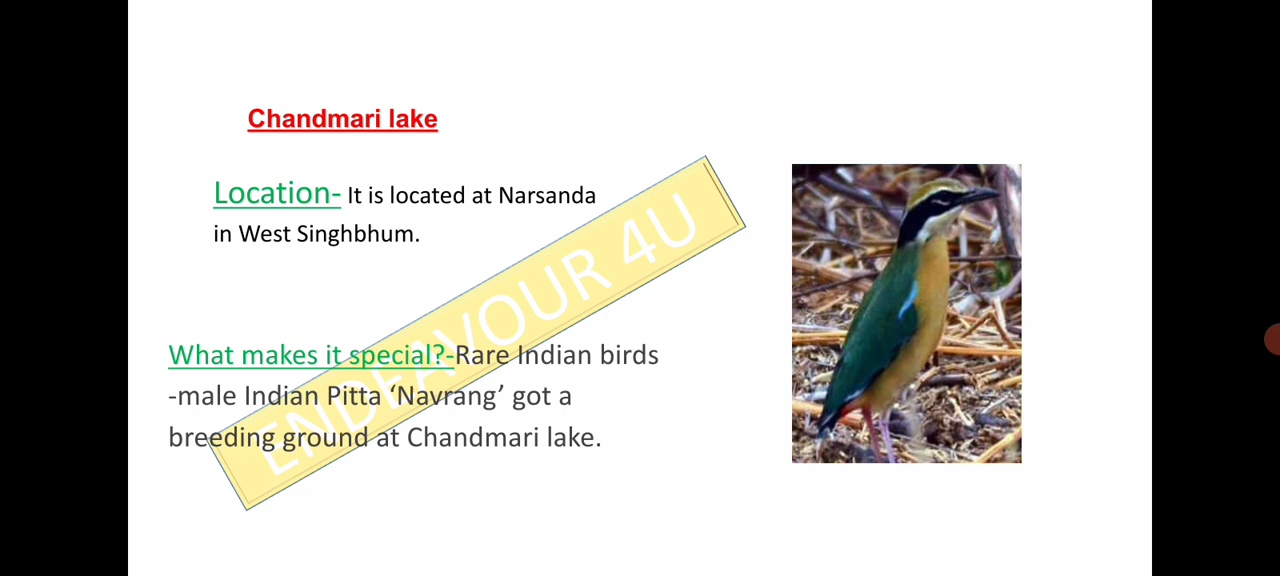 Chandmari lake
Location- It is located at Narsanda
in West Singhbhum.
What makes it special?-Rare Indian birds
-male Indian Pitta ‘Navrang’ got a
breeding ground at Chandmari lake.
ENDEAVOUR 4U